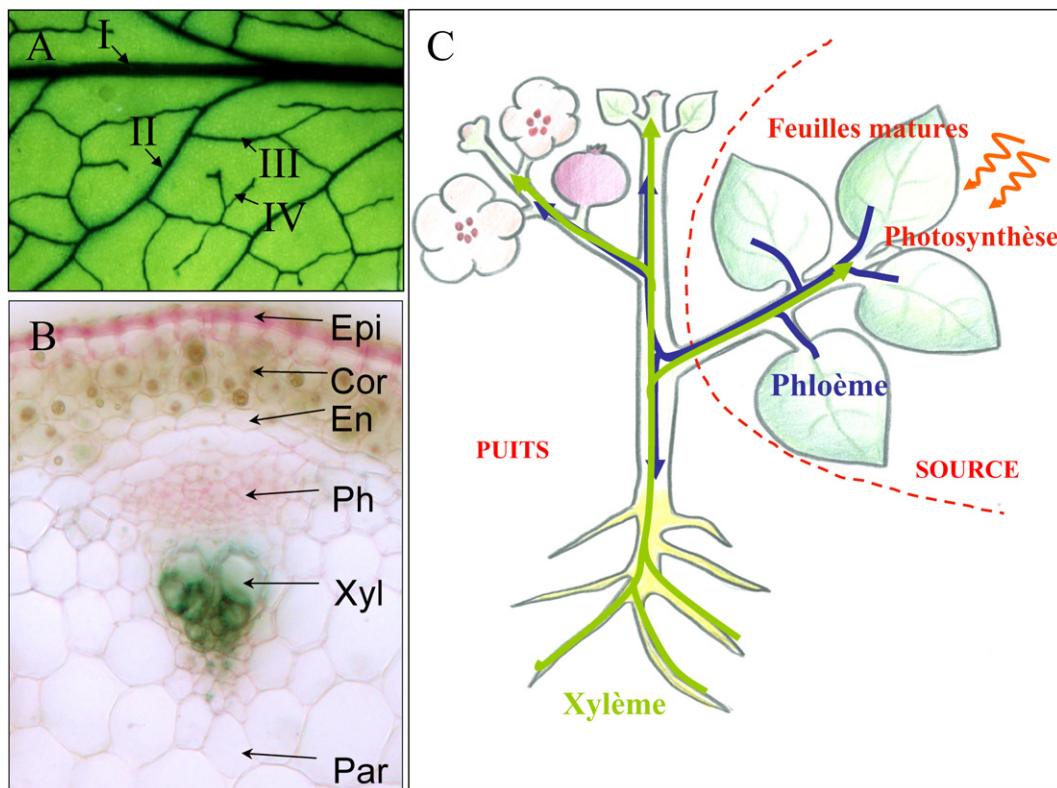 A
I
II
III
IV
B
Epi
Cor
En
Ph
Xyl
Par
C
Feuilles matures
Photosynthèse
Phloème
PUITS
SOURCE
Xylème